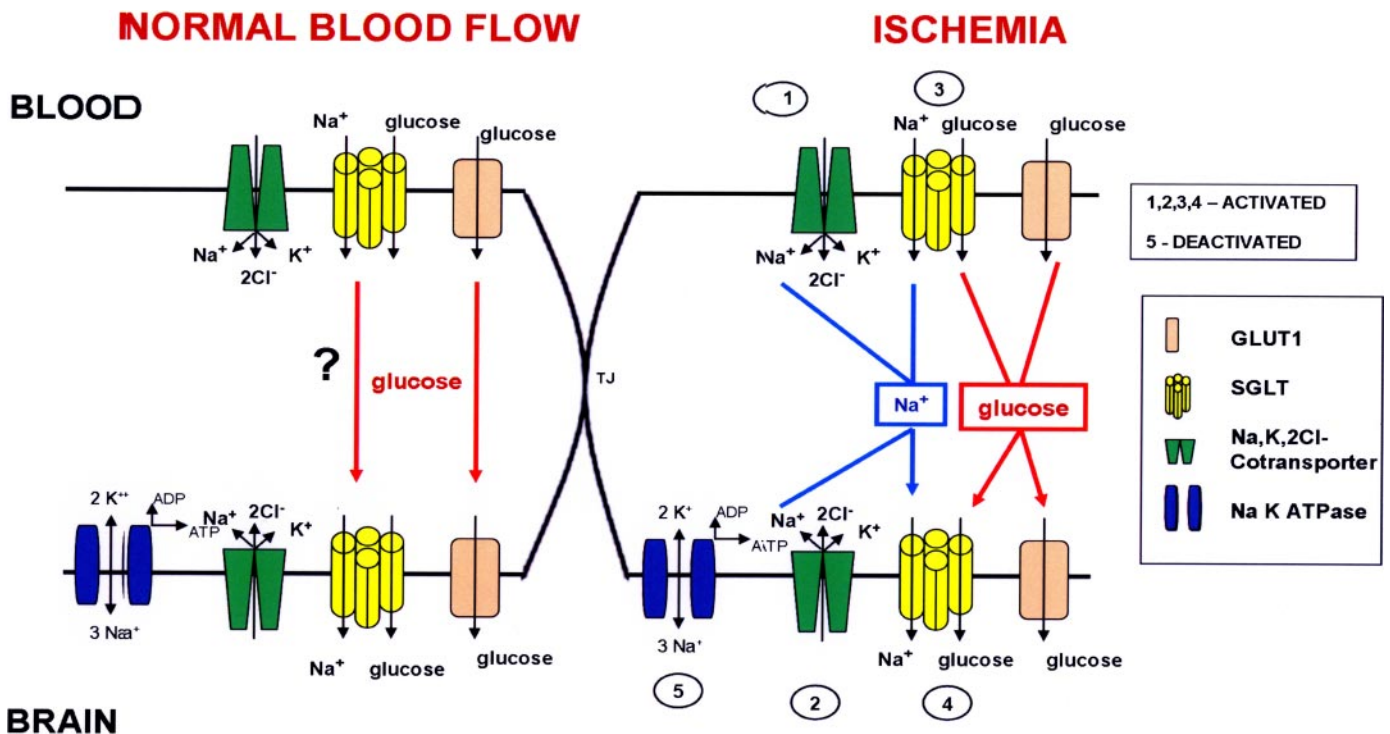 NORMAL BLOOD FLOW
ISCHEMIA
BLOOD
Na⁺ glucose
glucose
Na⁺
2Cl⁻
K⁺
1
3
Na⁺ glucose
glucose
Na⁺
2Cl⁻
K⁺
1,2,3,4 – ACTIVATED
5 - DEACTIVATED
GLUT1
SGLT
Na,K,2Cl-
Cotransporter
Na K ATPase
?
glucose
TJ
Na⁺
glucose
2 K⁺⁺
ADP
ATP
Na⁺
2Cl⁻
K⁺
3 Naa⁺
Na⁺
glucose
glucose
2 K⁺
ADP
ATP
Na⁺
2Cl⁻
K⁺
3 Na⁺
Na⁺
glucose
glucose
5
2
4
BRAIN